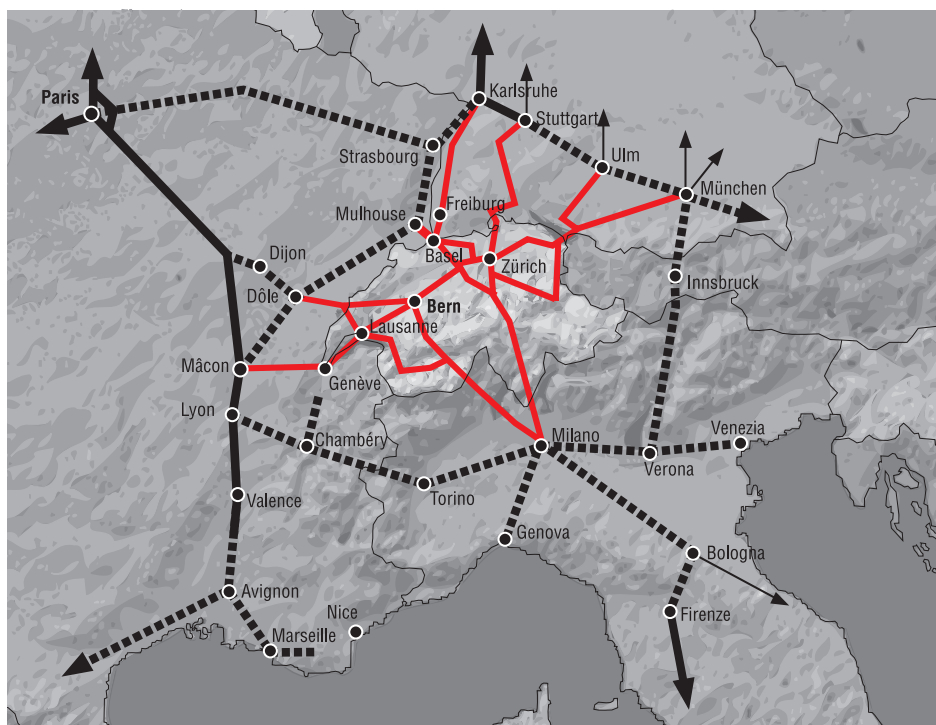 Karlsruhe
Paris
Stuttgart
Strasbourg
Ulm
München
Freiburg
Mulhouse
Basel
Dijon
Zürich
Innsbruck
Dôle
Bern
Lausanne
Mâcon
Genève
Lyon
Chambéry
Milano
Venezia
Verona
Torino
Valence
Genova
Bologna
Avignon
Nice
Firenze
Marseille